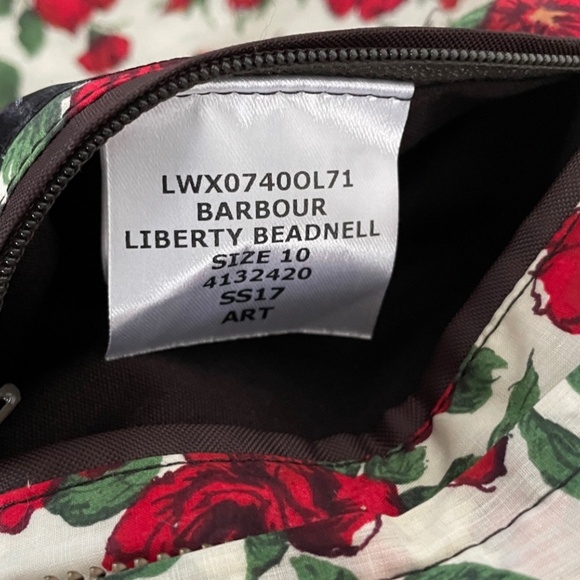 LWX0740OL71
BARBOUR
LIBERTY BEADNELL
SIZE 10
4132420
SS17
ART